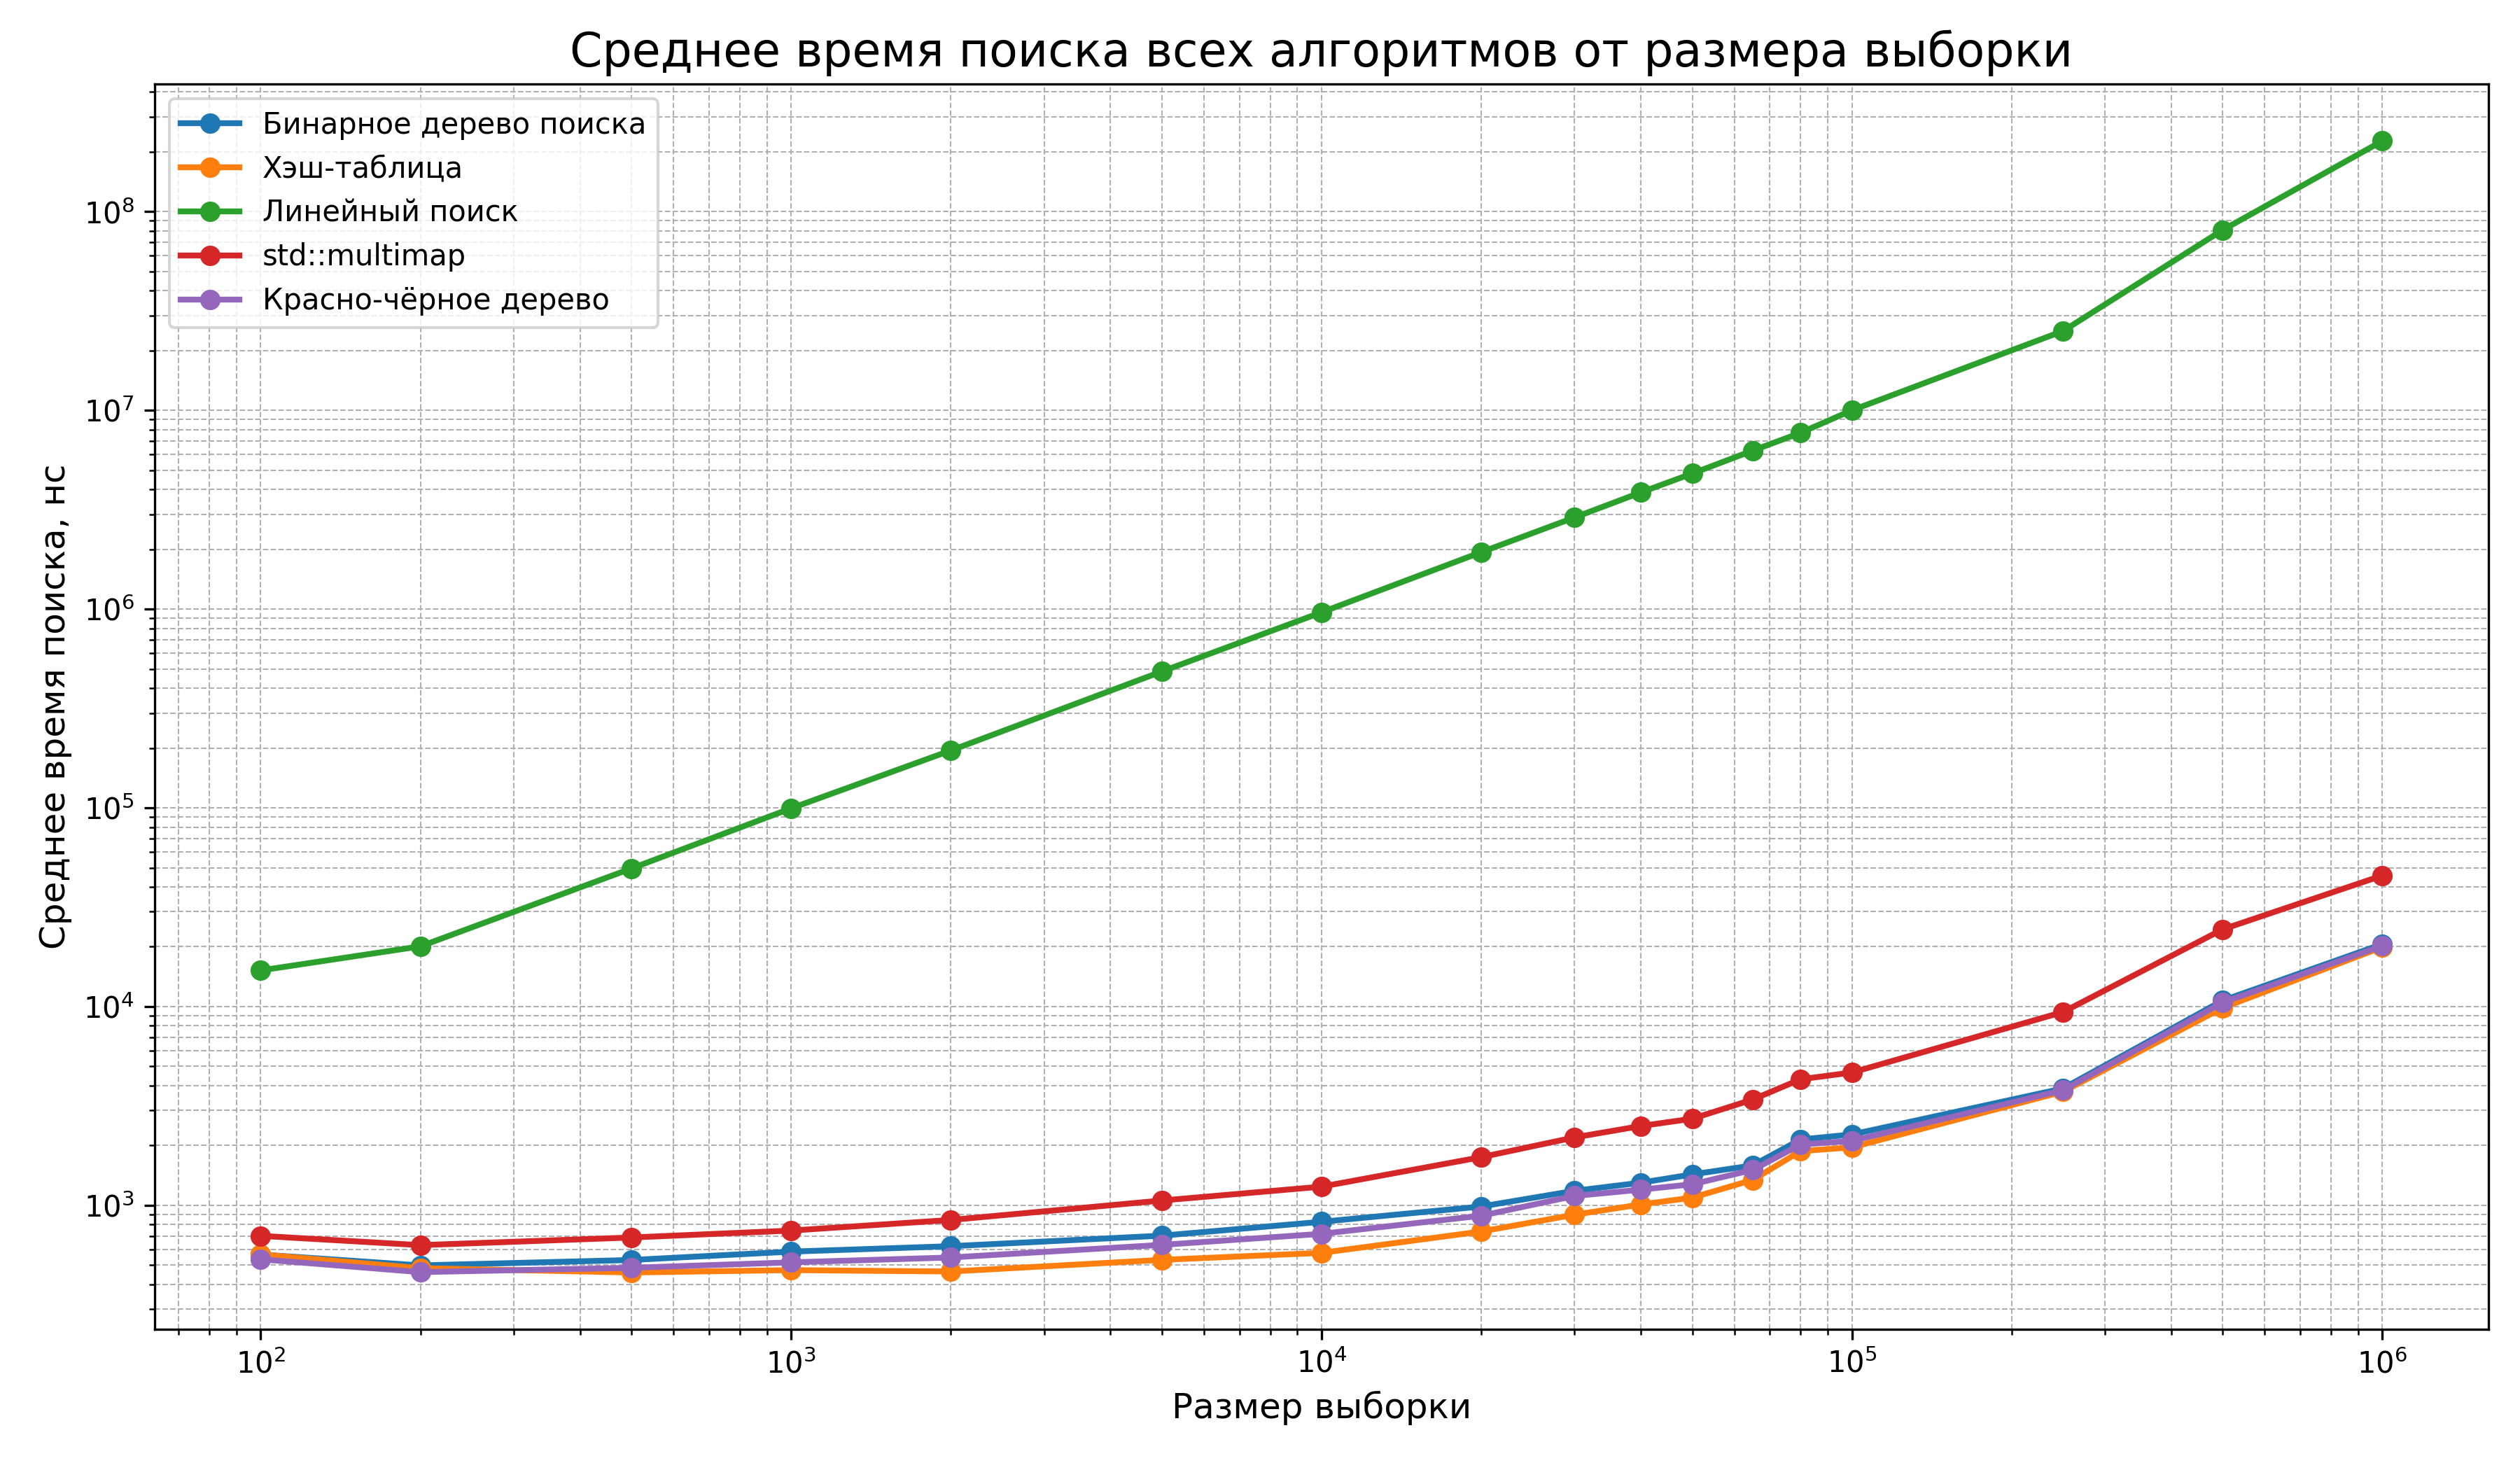 Среднее время поиска всех алгоритмов от размера выборки
Бинарное дерево поиска
Хэш-таблица
Линейный поиск
std::multimap
Красно-чёрное дерево
Среднее время поиска, нс
10⁸
10⁷
10⁶
10⁵
10⁴
10³
10² 10³ 10⁴ 10⁵ 10⁶
Размер выборки